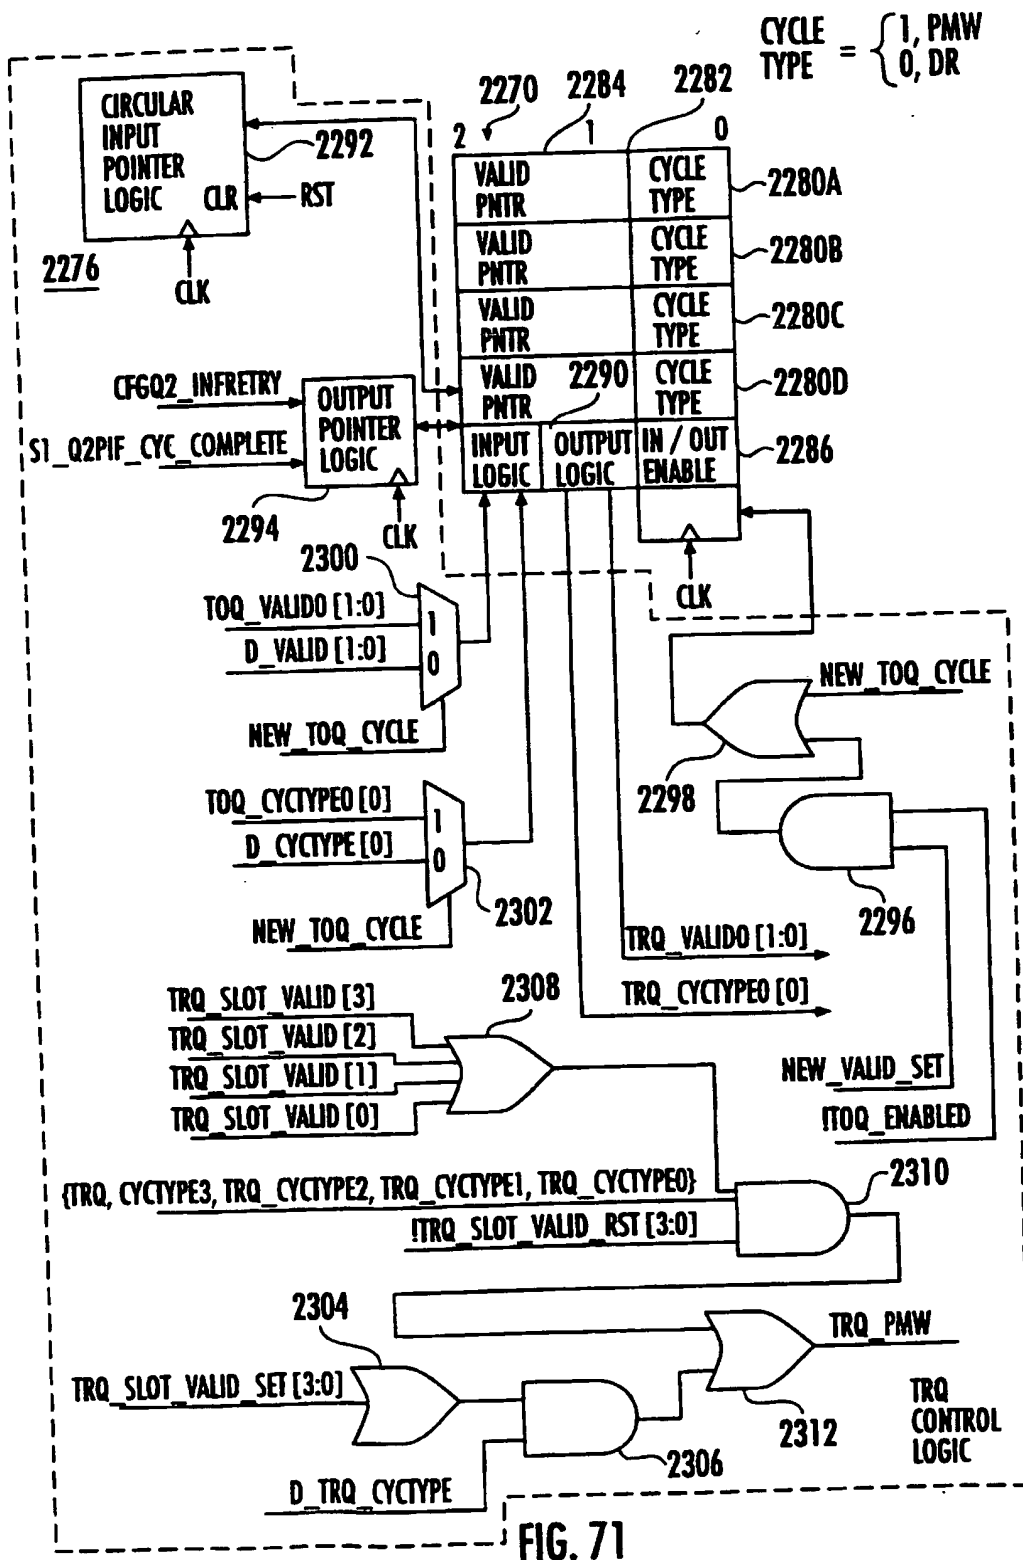 CYCLE TYPE = { 1, PMW
0, DR
CIRCULAR
INPUT
POINTER
LOGIC
CLR
RST
2292
CLK
2276
2270
2284
2282
2
1
0
VALID PNTR
CYCLE TYPE
2280A
VALID PNTR
CYCLE TYPE
2280B
VALID PNTR
CYCLE TYPE
2280C
VALID PNTR
2290
CYCLE TYPE
2280D
INPUT LOGIC
OUTPUT LOGIC
IN / OUT ENABLE
2286
CLK
CFGQ2_INFRETRY
S1_Q2PIF_CYC_COMPLETE
OUTPUT
POINTER
LOGIC
2294
CLK
2300
TOQ_VALID0 [1:0]
D_VALID [1:0]
1
0
NEW_TOQ_CYCLE
NEW_TOQ_CYCLE
2298
TOQ_CYCTYPE0 [0]
D_CYCTYPE [0]
1
0
2302
NEW_TOQ_CYCLE
2296
TRQ_VALID0 [1:0]
TRQ_CYCTYPE0 [0]
NEW_VALID_SET
!TOQ_ENABLED
TRQ_SLOT_VALID [3]
TRQ_SLOT_VALID [2]
TRQ_SLOT_VALID [1]
TRQ_SLOT_VALID [0]
2308
{TRQ, CYCTYPE3, TRQ_CYCTYPE2, TRQ_CYCTYPE1, TRQ_CYCTYPE0}
!TRQ_SLOT_VALID_RST [3:0]
2310
2304
TRQ_SLOT_VALID_SET [3:0]
D_TRQ_CYCTYPE
2306
2312
TRQ_PMW
TRQ
CONTROL
LOGIC
FIG. 71